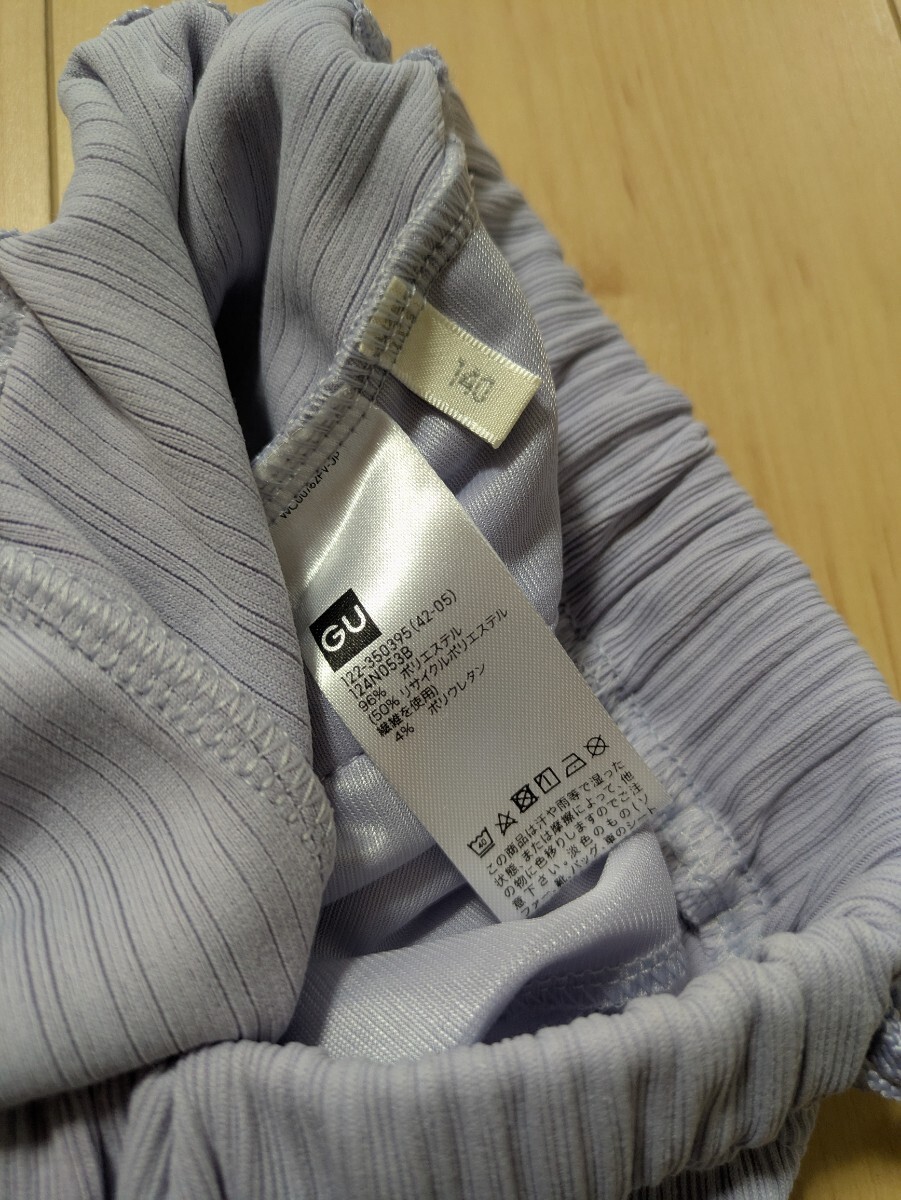 140
GU
122-350395(42-05)
124N053B
96% ポリエステル
(50% リサイクルポリエステル
繊維を使用)
4% ポリウレタン
40
この商品は汗や雨等で湿った
状態、または摩擦によって、他
の物に色移りしますのでご注
意下さい。淡色のもの(ソ
ファー、靴、バッグ、車のシート